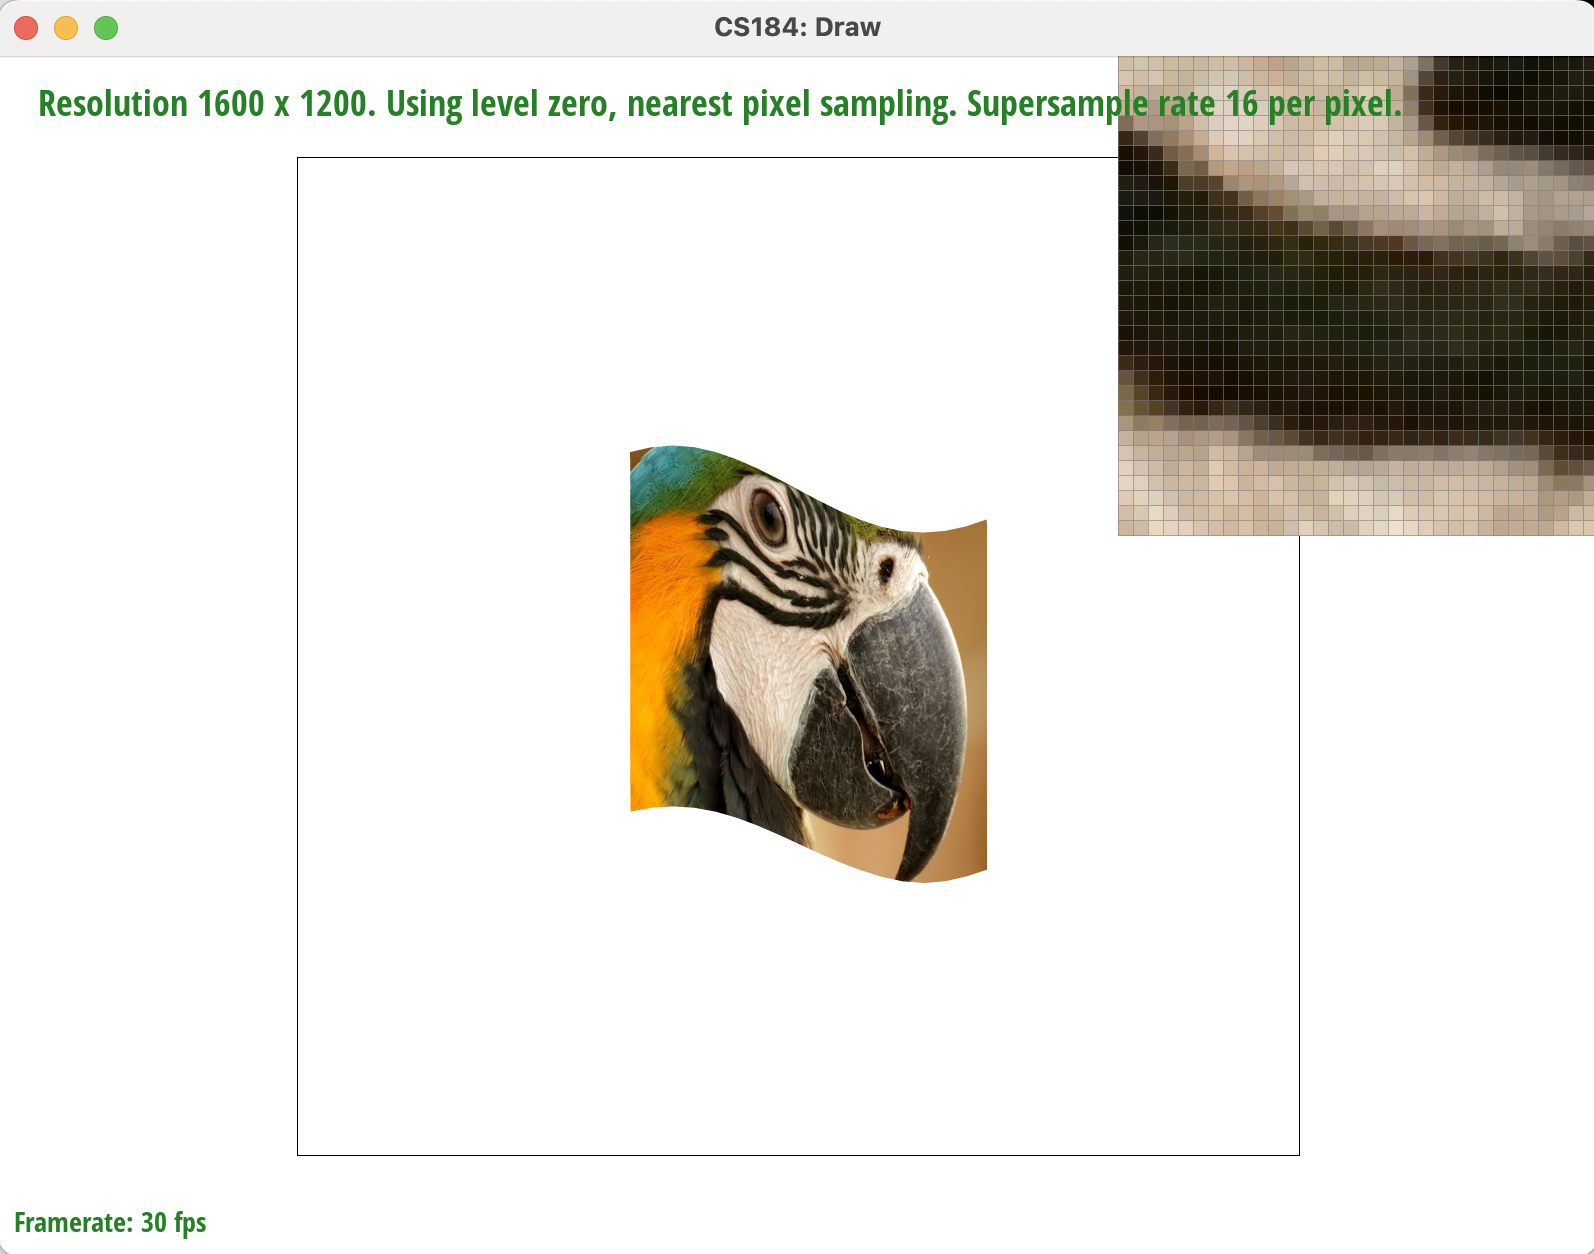 CS184: Draw
Resolution 1600 x 1200. Using level zero, nearest pixel sampling. Supersample rate 16 per pixel.
Framerate: 30 fps